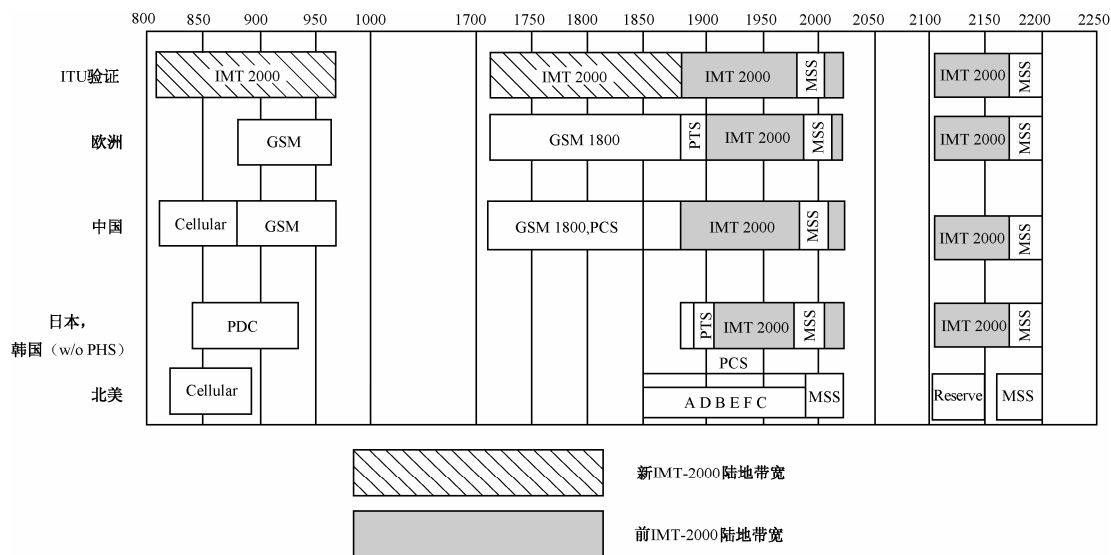 800 850 900 950 1000 1700 1750 1800 1850 1900 1950 2000 2050 2100 2150 2200 2250
ITU验证 IMT 2000 IMT 2000 IMT 2000 MSS IMT 2000 MSS
欧洲 GSM GSM 1800 PTS IMT 2000 MSS IMT 2000 MSS
中国 Cellular GSM GSM 1800,PCS IMT 2000 MSS IMT 2000 MSS
日本，
韩国（w/o PHS） PDC PTS IMT 2000 MSS IMT 2000 MSS
PCS
北美 Cellular A D B E F C MSS Reserve MSS
新IMT-2000陆地带宽
前IMT-2000陆地带宽